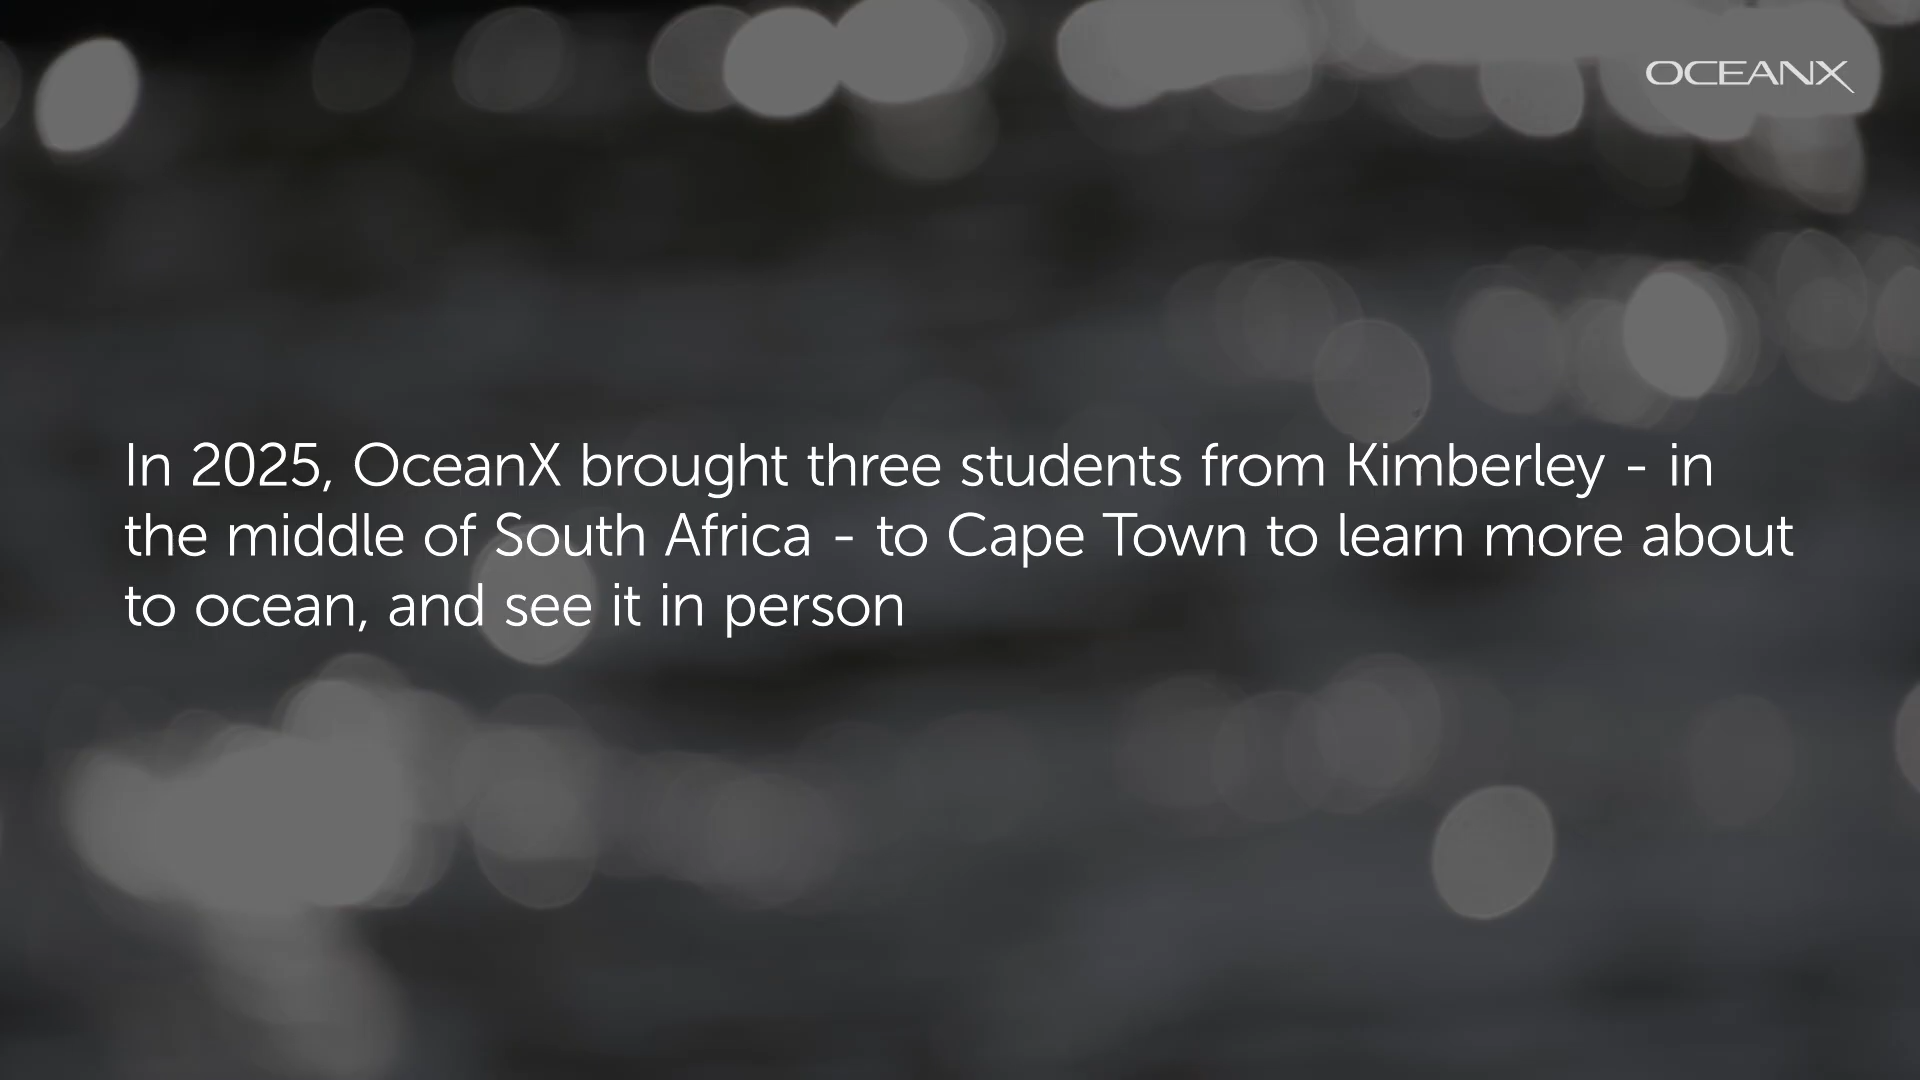 OCEANX
In 2025, OceanX brought three students from Kimberley - in
the middle of South Africa - to Cape Town to learn more about
to ocean, and see it in person